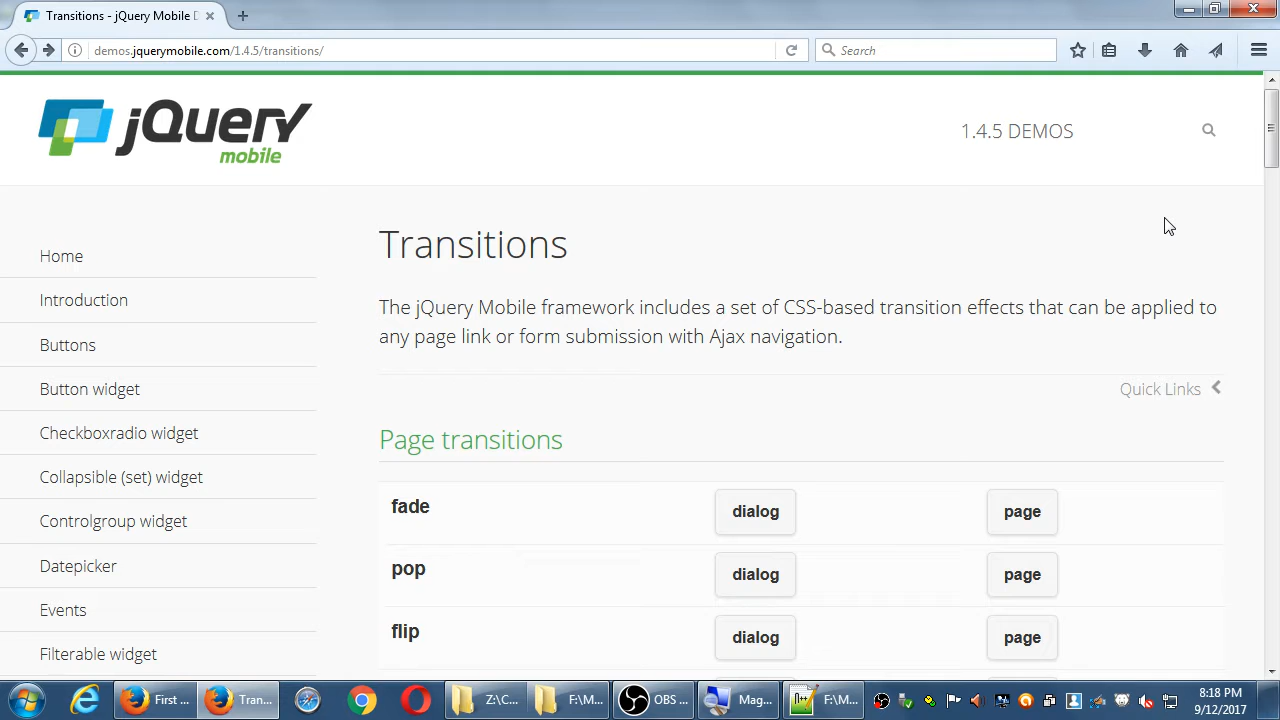 Transitions - jQuery Mobile D
demos.jquerymobile.com/1.4.5/transitions/
Search
jQuery
mobile
1.4.5 DEMOS
Home
Introduction
Buttons
Button widget
Checkboxradio widget
Collapsible (set) widget
Controlgroup widget
Datepicker
Events
Filterable widget
Transitions
The jQuery Mobile framework includes a set of CSS-based transition effects that can be applied to
any page link or form submission with Ajax navigation.
Quick Links
Page transitions
fade dialog page
pop dialog page
flip dialog page
First ...
Tran...
Z:\C...
F:\M...
OBS ...
Mag...
F:\M...
8:18 PM
9/12/2017